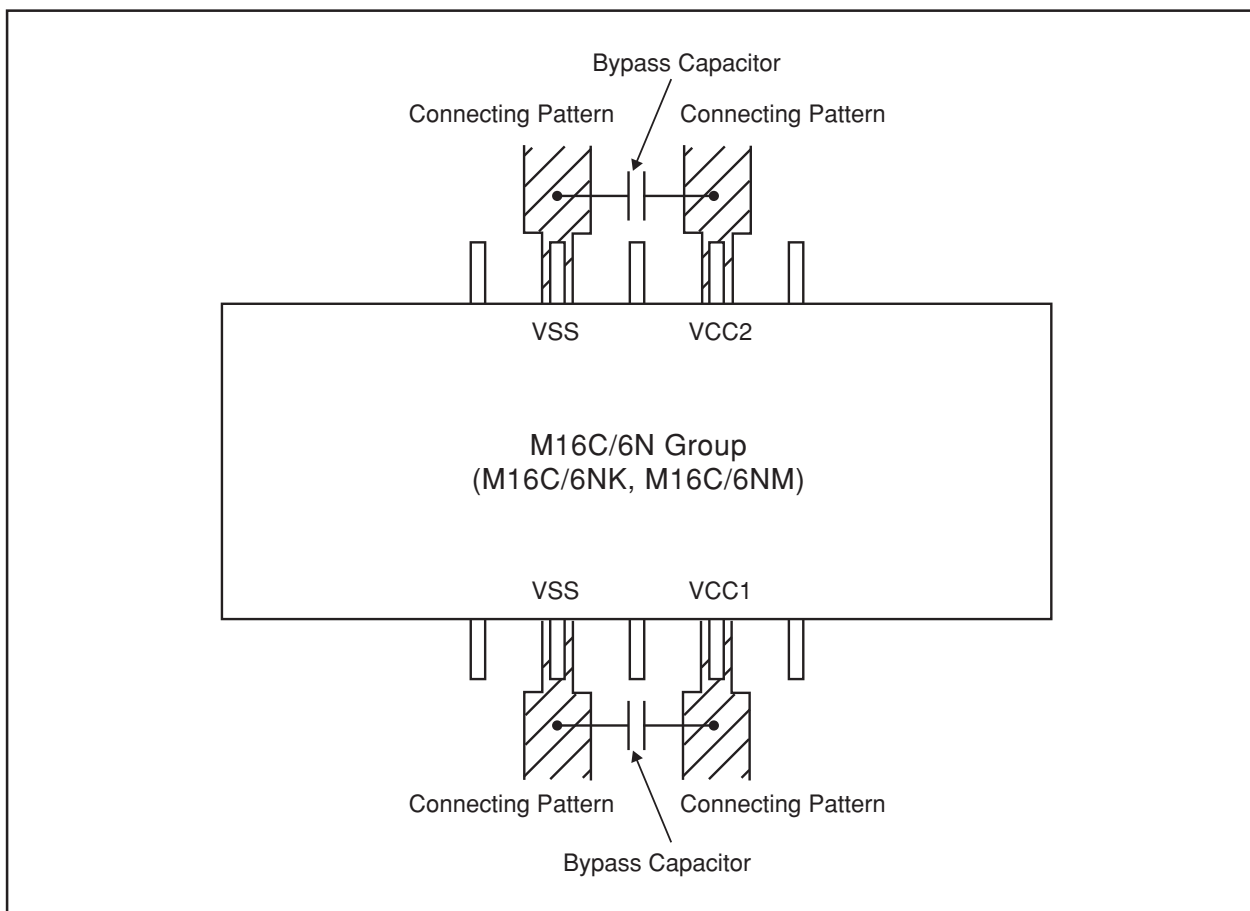 Bypass Capacitor
Connecting Pattern
Connecting Pattern
VSS
VCC2
M16C/6N Group
(M16C/6NK, M16C/6NM)
VSS
VCC1
Connecting Pattern
Connecting Pattern
Bypass Capacitor